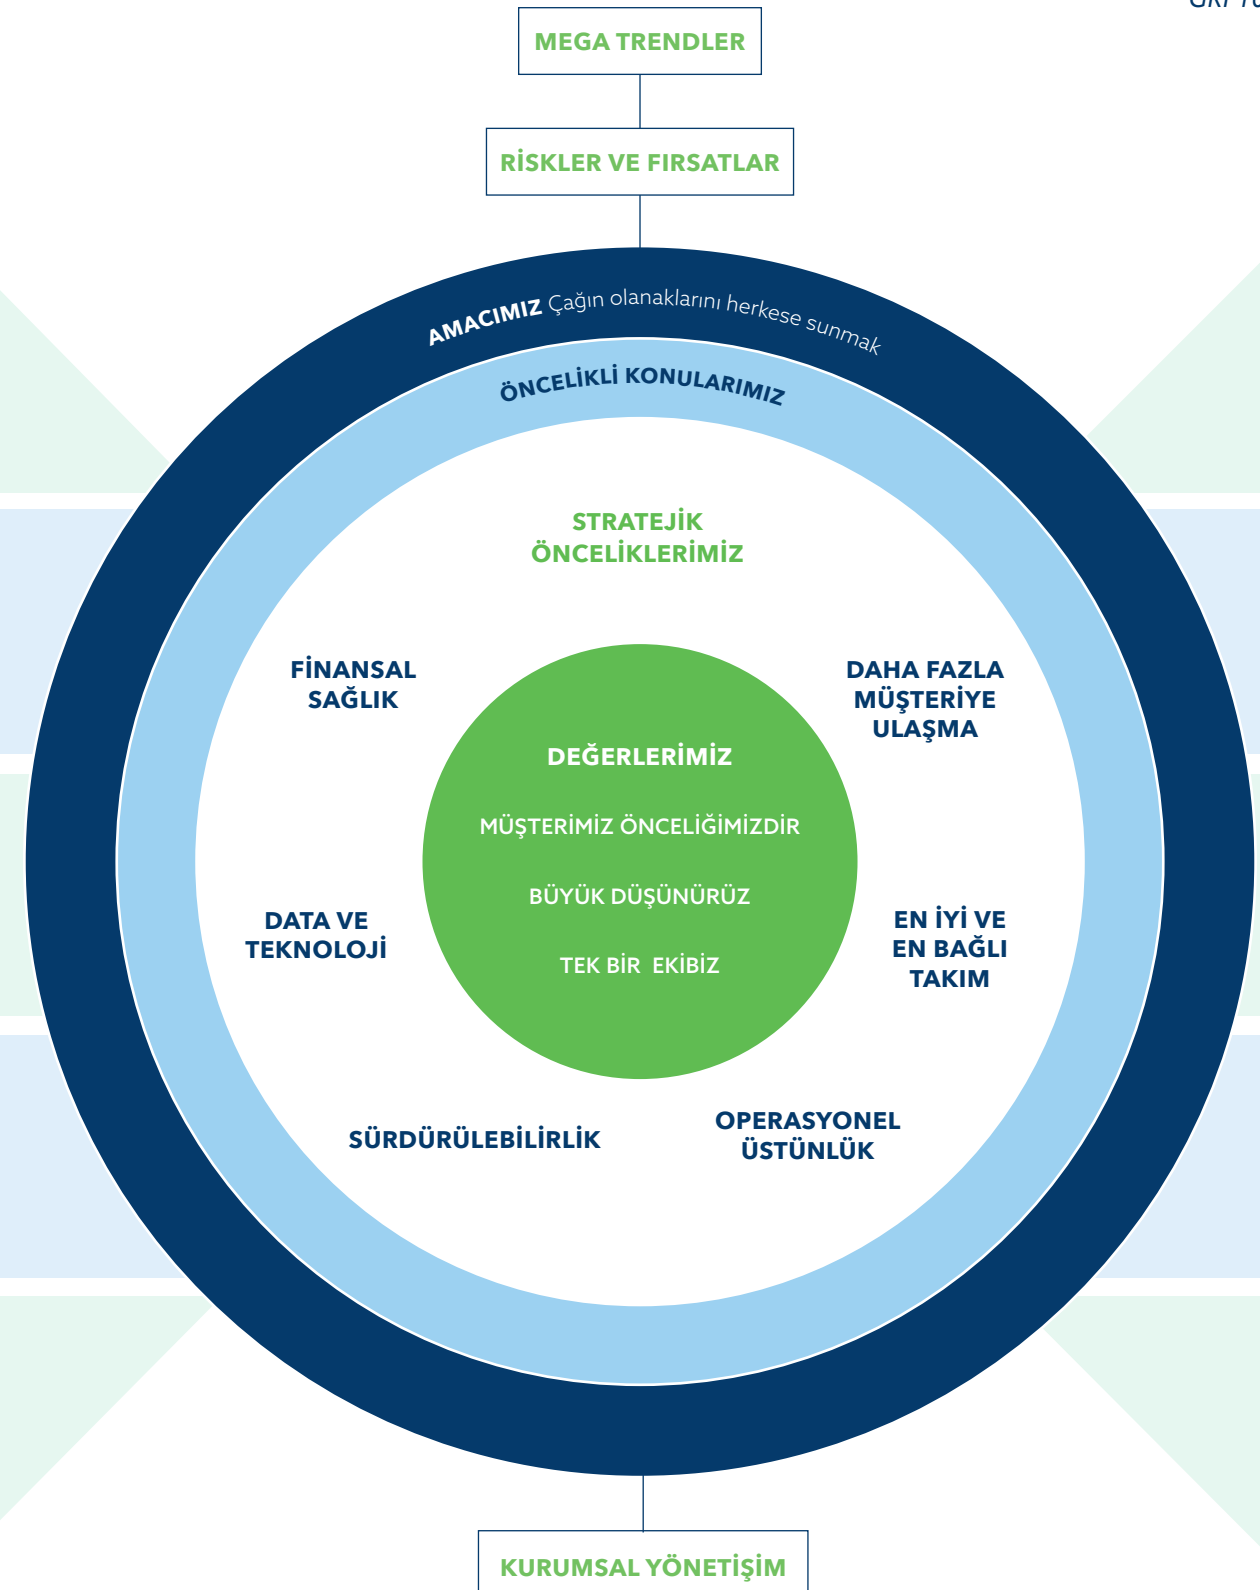 MEGA TRENDLER
RİSKLER VE FIRSATLAR
AMACIMIZ Çağın olanaklarını herkese sunmak
ÖNCELİKLİ KONULARIMIZ
STRATEJİK
ÖNCELİKLERİMİZ
FİNANSAL
SAĞLIK
DAHA FAZLA
MÜŞTERİYE
ULAŞMA
DEĞERLERİMİZ
MÜŞTERİMİZ ÖNCELİĞİMİZDİR
BÜYÜK DÜŞÜNÜRÜZ
TEK BİR EKİBİZ
DATA VE
TEKNOLOJİ
EN İYİ VE
EN BAĞLI
TAKIM
SÜRDÜRÜLEBİLİRLİK
OPERASYONEL
ÜSTÜNLÜK
KURUMSAL YÖNETİŞİM